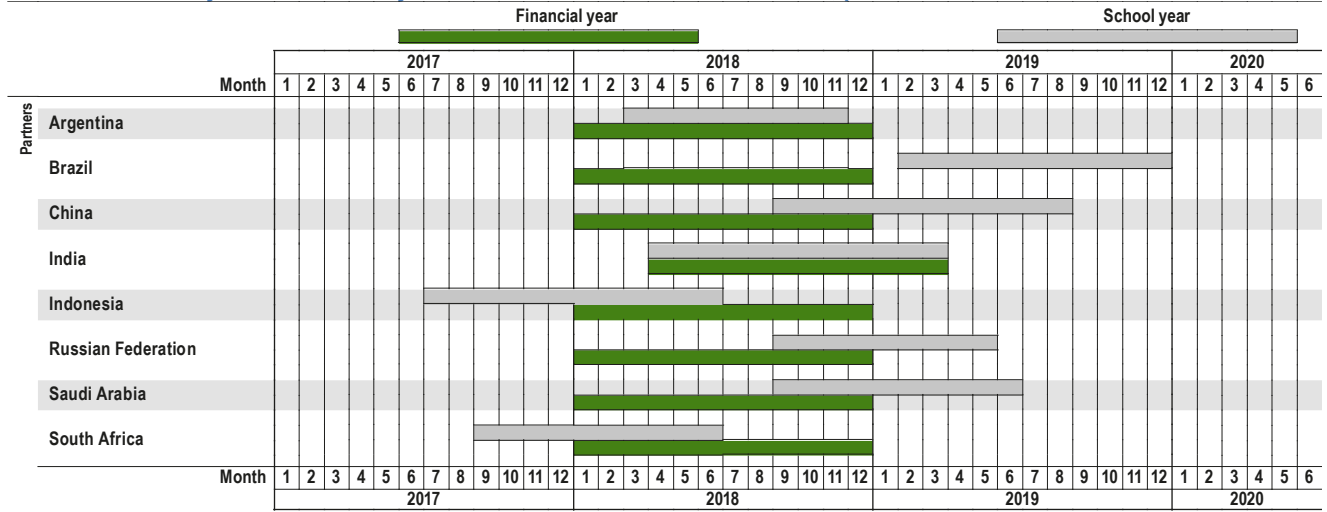 Financial year School year
2017 2018 2019 2020
Month 1 2 3 4 5 6 7 8 9 10 11 12 1 2 3 4 5 6 7 8 9 10 11 12 1 2 3 4 5 6 7 8 9 10 11 12 1 2 3 4 5 6
Partners
Argentina
Brazil
China
India
Indonesia
Russian Federation
Saudi Arabia
South Africa
Month 1 2 3 4 5 6 7 8 9 10 11 12 1 2 3 4 5 6 7 8 9 10 11 12 1 2 3 4 5 6 7 8 9 10 11 12 1 2 3 4 5 6
2017 2018 2019 2020